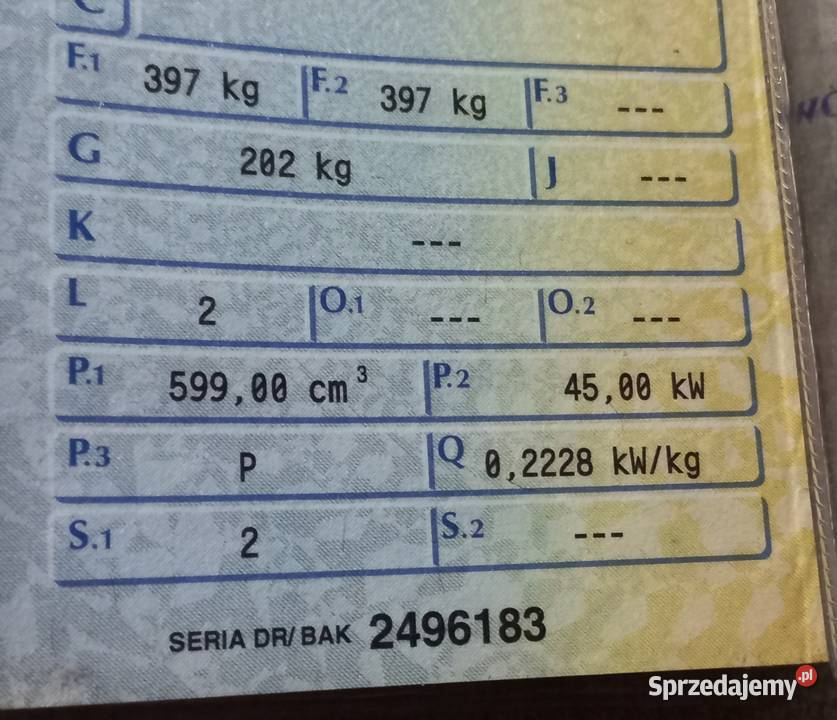 C
F.1 397 kg F.2 397 kg F.3 ---
G 202 kg J ---
K ---
L 2 O.1 --- O.2 ---
P.1 599,00 cm³ P.2 45,00 kW
P.3 P Q 0,2228 kW/kg
S.1 2 S.2 ---
SERIA DR/BAK 2496183
Sprzedajemy.pl